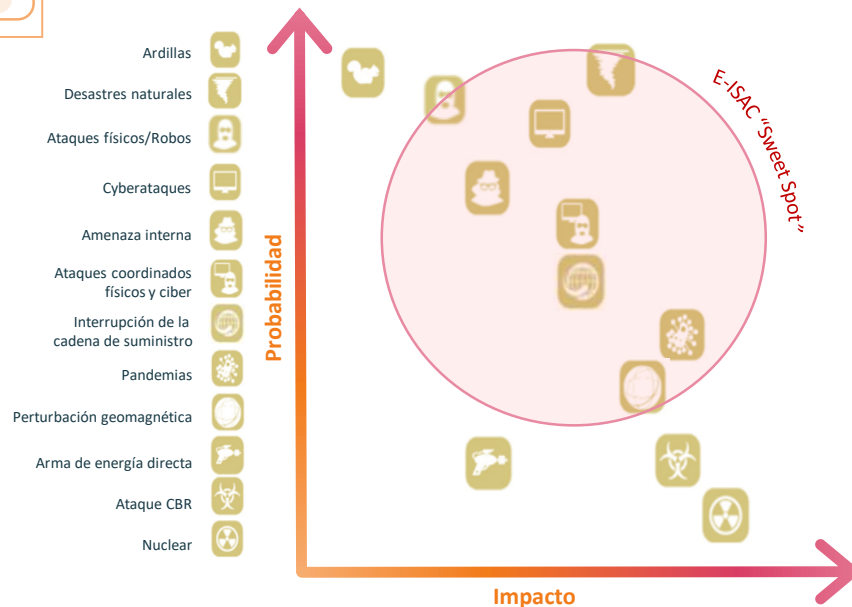 Ardillas
Desastres naturales
Ataques físicos/Robos
Cyberataques
Amenaza interna
Ataques coordinados
físicos y ciber
Interrupción de la
cadena de suministro
Pandemias
Perturbación geomagnética
Arma de energía directa
Ataque CBR
Nuclear
Probabilidad
E-ISAC “Sweet Spot”
Impacto